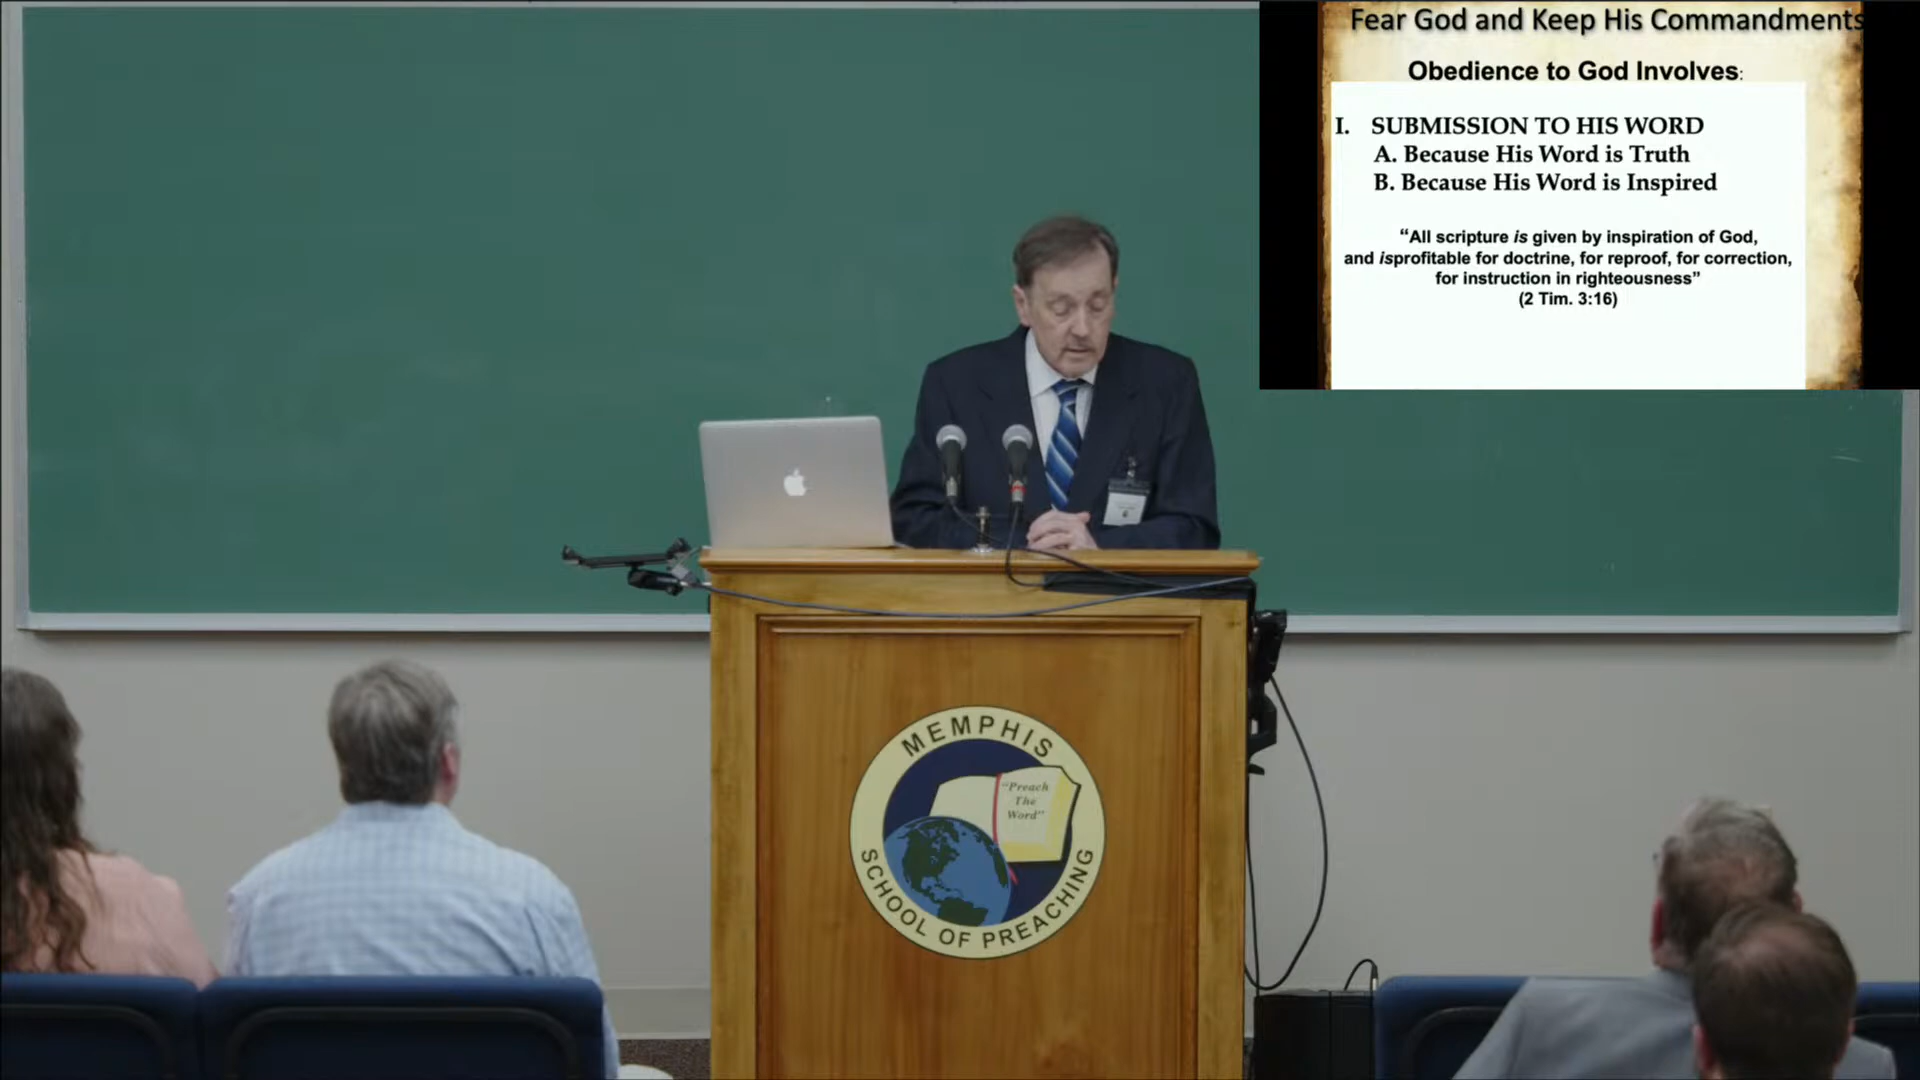 Fear God and Keep His Commandments
Obedience to God Involves:
I. SUBMISSION TO HIS WORD
A. Because His Word is Truth
B. Because His Word is Inspired
“All scripture is given by inspiration of God,
and isprofitable for doctrine, for reproof, for correction,
for instruction in righteousness”
(2 Tim. 3:16)
MEMPHIS
“Preach
The
Word”
SCHOOL OF PREACHING